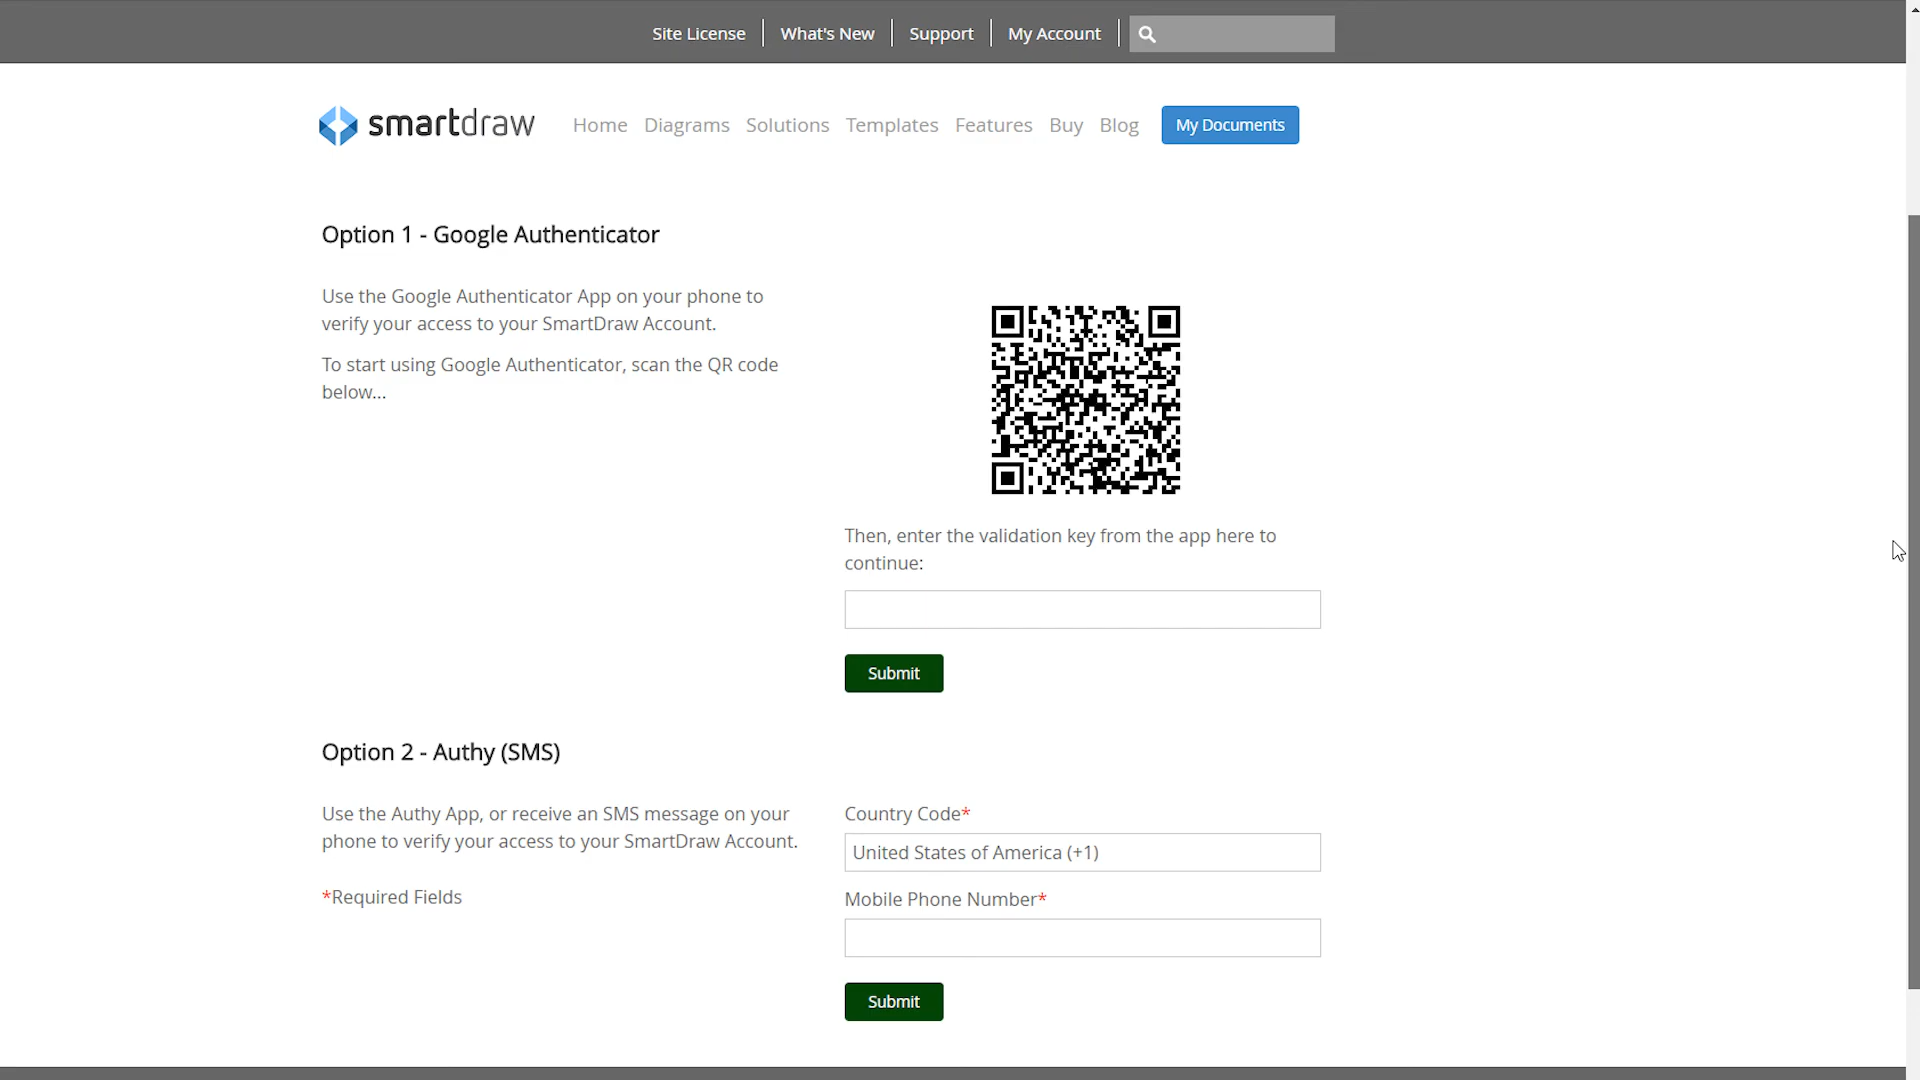 Site License
What's New
Support
My Account
smartdraw
Home
Diagrams
Solutions
Templates
Features
Buy
Blog
My Documents
Option 1 - Google Authenticator
Use the Google Authenticator App on your phone to
verify your access to your SmartDraw Account.
To start using Google Authenticator, scan the QR code
below...
Then, enter the validation key from the app here to
continue:
Submit
Option 2 - Authy (SMS)
Use the Authy App, or receive an SMS message on your
phone to verify your access to your SmartDraw Account.
*Required Fields
Country Code*
United States of America (+1)
Mobile Phone Number*
Submit